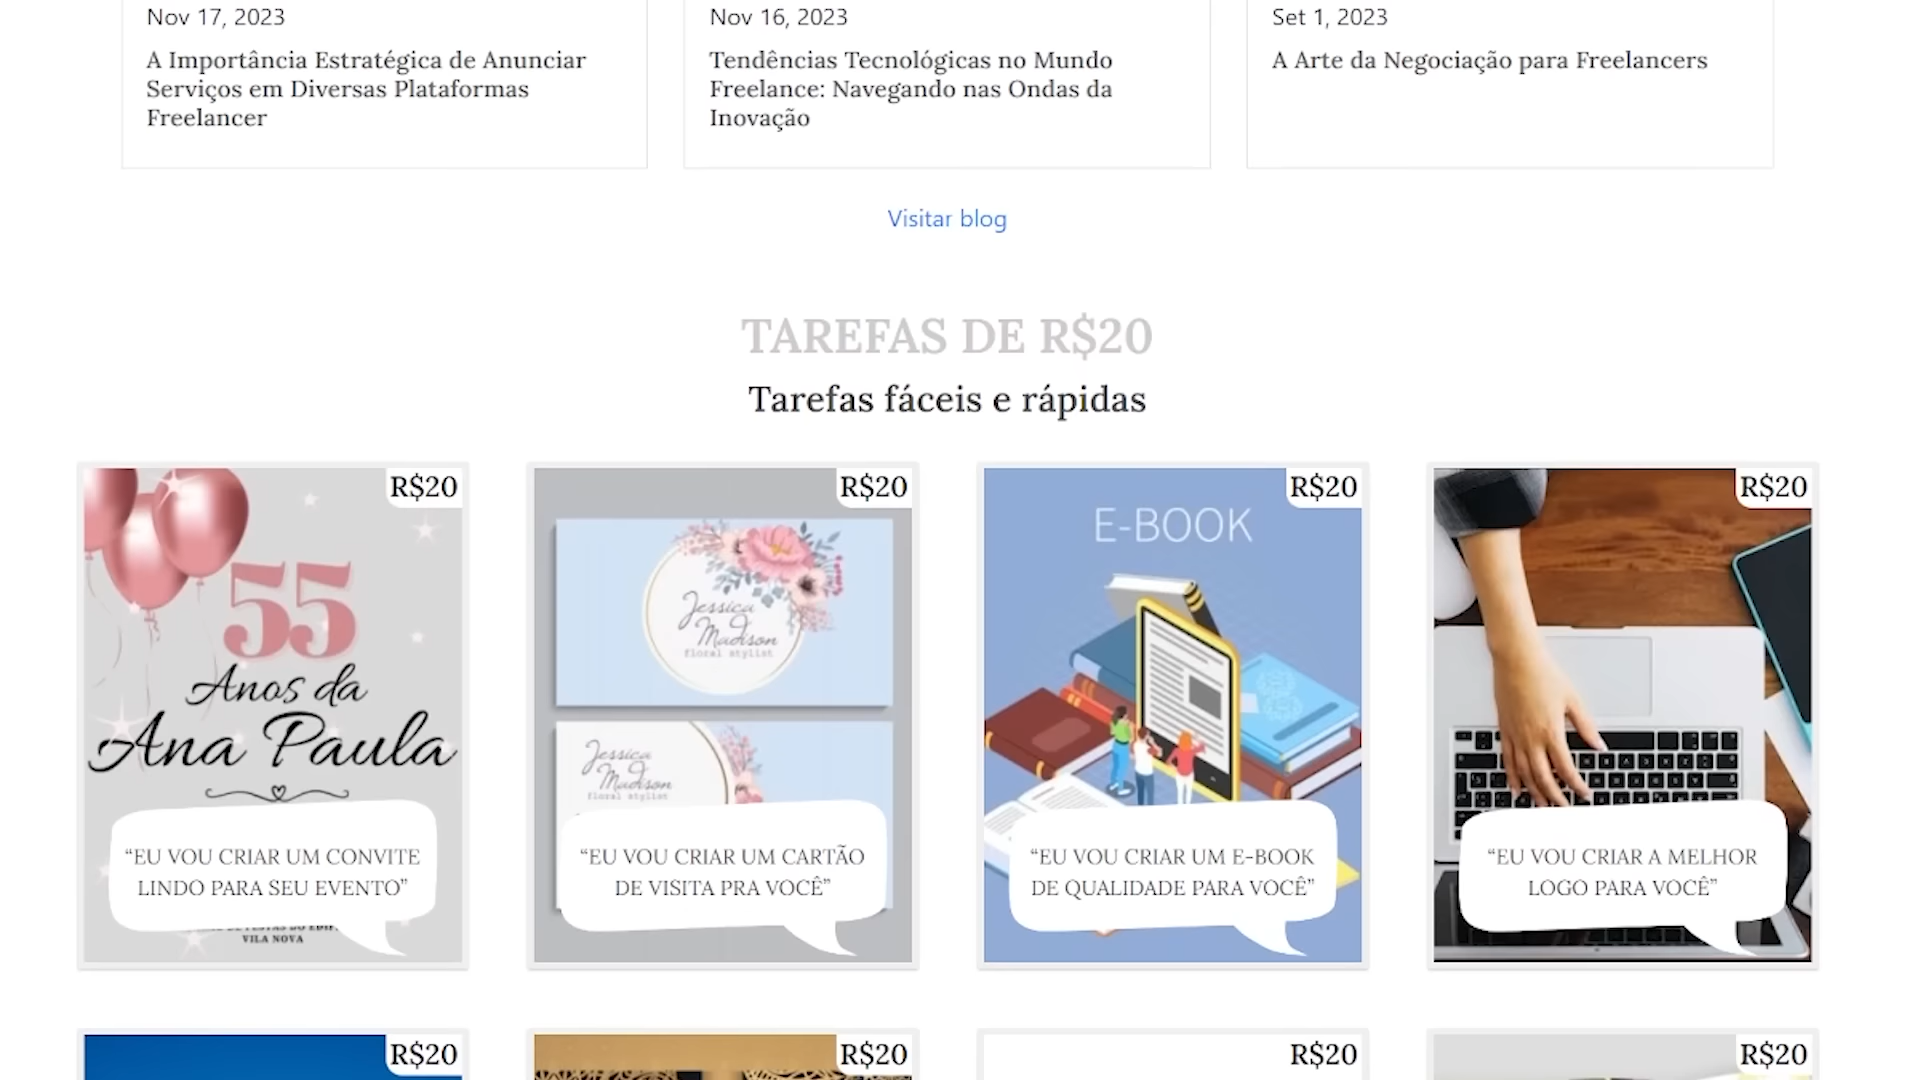 Nov 17, 2023
A Importância Estratégica de Anunciar
Serviços em Diversas Plataformas
Freelancer
Nov 16, 2023
Tendências Tecnológicas no Mundo
Freelance: Navegando nas Ondas da
Inovação
Set 1, 2023
A Arte da Negociação para Freelancers
Visitar blog
TAREFAS DE R$20
Tarefas fáceis e rápidas
R$20
55
Anos da
Ana Paula
“EU VOU CRIAR UM CONVITE
LINDO PARA SEU EVENTO”
VILA NOVA
R$20
Jessica
Madison
floral stylist
Jessica
Madison
floral stylist
“EU VOU CRIAR UM CARTÃO
DE VISITA PRA VOCÊ”
R$20
E-BOOK
“EU VOU CRIAR UM E-BOOK
DE QUALIDADE PARA VOCÊ”
R$20
“EU VOU CRIAR A MELHOR
LOGO PARA VOCÊ”
R$20
R$20
R$20
R$20